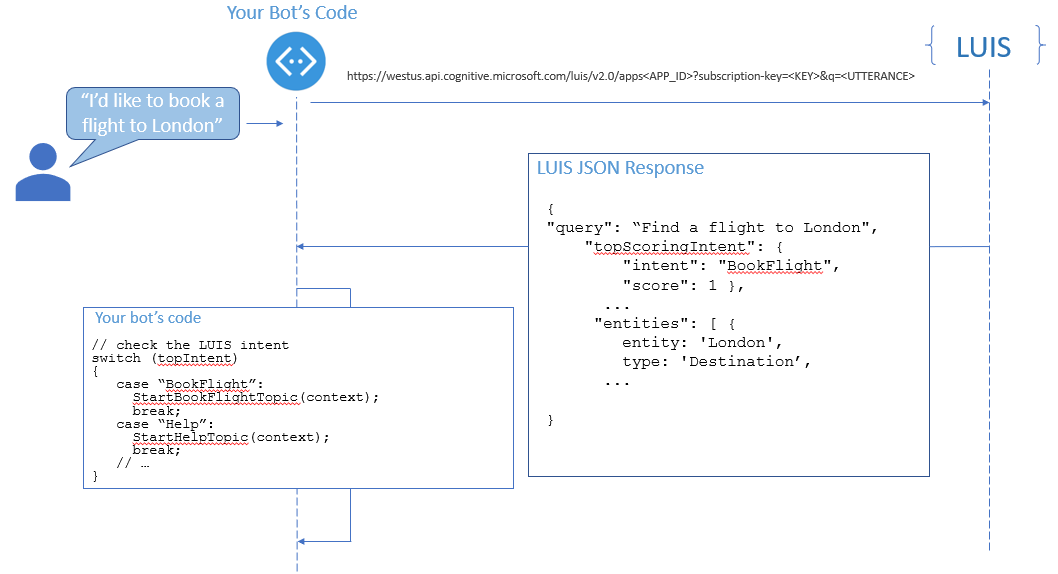 Your Bot's Code
LUIS
https://westus.api.cognitive.microsoft.com/luis/v2.0/apps<APP_ID>?subscription-key=<KEY>&q=<UTTERANCE>
“I’d like to book a
flight to London”
LUIS JSON Response
{
"query": “Find a flight to London",
"topScoringIntent": {
"intent": "BookFlight",
"score": 1 },
...
"entities": [ {
entity: 'London',
type: 'Destination’,
...
}
Your bot’s code
// check the LUIS intent
switch (topIntent)
{
case “BookFlight”:
StartBookFlightTopic(context);
break;
case “Help”:
StartHelpTopic(context);
break;
// …
}